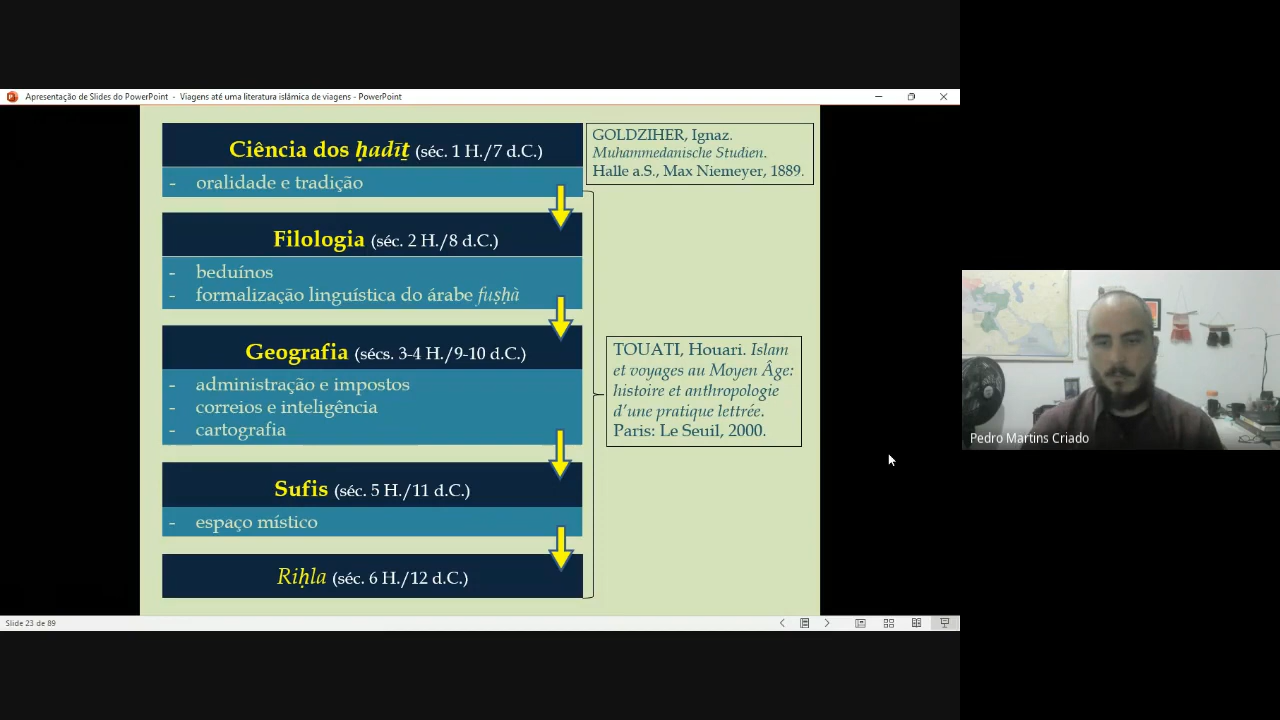 Apresentação de Slides do PowerPoint - Viagens até uma literatura islâmica de viagens - PowerPoint
Ciência dos ḥadīṯ (séc. 1 H./7 d.C.)
- oralidade e tradição
Filologia (séc. 2 H./8 d.C.)
- beduínos
- formalização linguística do árabe fuṣḥà
Geografia (sécs. 3-4 H./9-10 d.C.)
- administração e impostos
- correios e inteligência
- cartografia
Sufis (séc. 5 H./11 d.C.)
- espaço místico
Riḥla (séc. 6 H./12 d.C.)
GOLDZIHER, Ignaz.
Muhammedanische Studien.
Halle a.S., Max Niemeyer, 1889.
TOUATI, Houari. Islam
et voyages au Moyen Âge:
histoire et anthropologie
d’une pratique lettrée.
Paris: Le Seuil, 2000.
Pedro Martins Criado
Slide 23 de 89